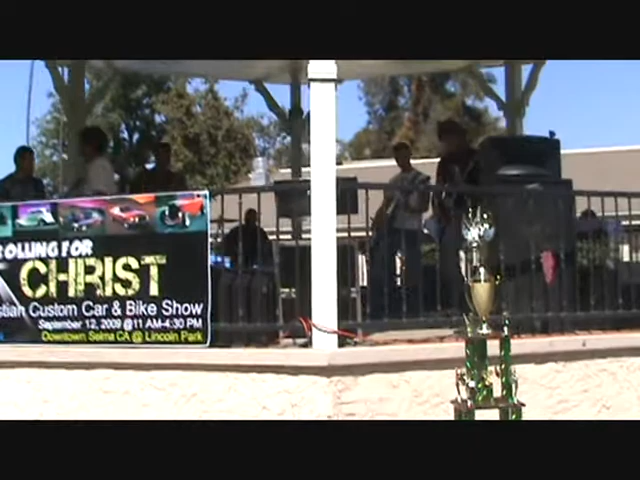 ROLLING FOR
CHRIST
stian Custom Car & Bike Show
September 12, 2009 @ 11 AM-4:30 PM
Downtown Selma CA @ Lincoln Park